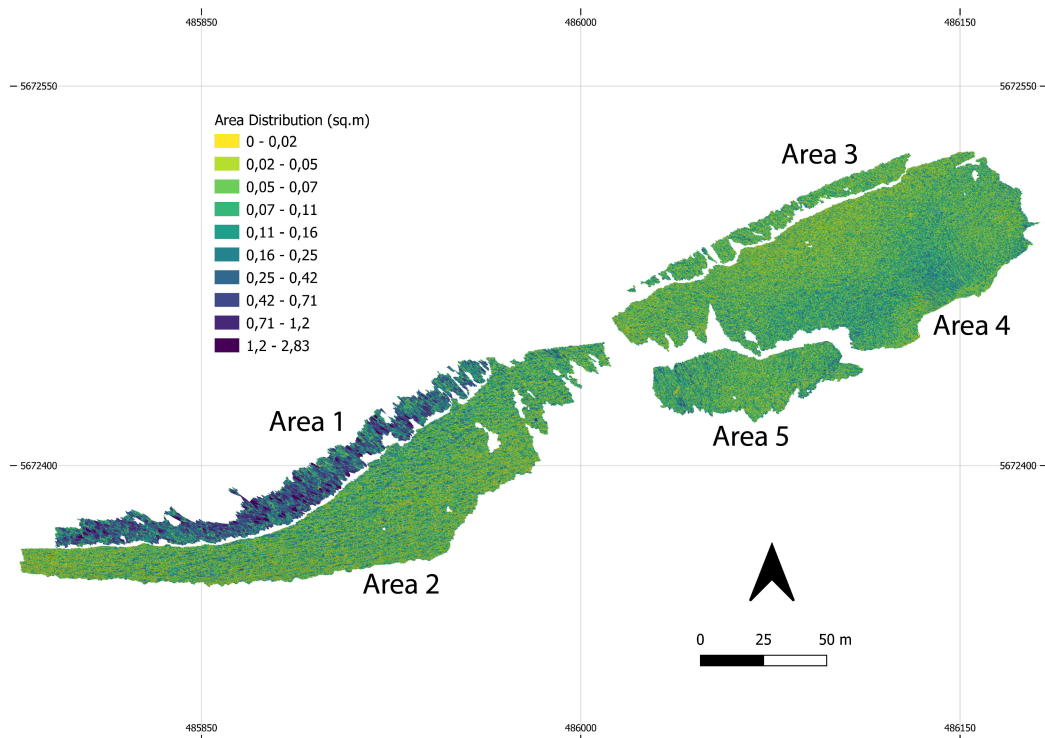 485850 486000 486150
5672550 5672550
Area Distribution (sq.m)
0 - 0,02
0,02 - 0,05
0,05 - 0,07
0,07 - 0,11
0,11 - 0,16
0,16 - 0,25
0,25 - 0,42
0,42 - 0,71
0,71 - 1,2
1,2 - 2,83
Area 3
Area 4
Area 1
Area 5
5672400 5672400
Area 2
0 25 50 m
485850 486000 486150